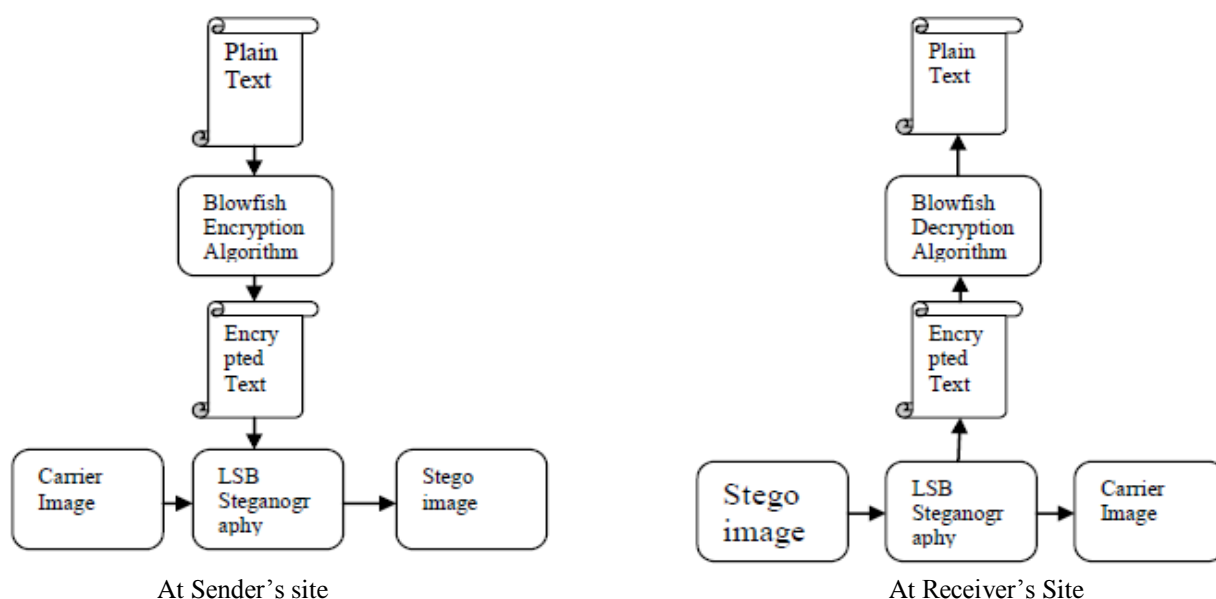 Plain
Text
Blowfish
Encryption
Algorithm
Encry
pted
Text
Carrier
Image
LSB
Steganogr
aphy
Stego
image
At Sender’s site
Plain
Text
Blowfish
Decryption
Algorithm
Encry
pted
Text
Stego
image
LSB
Steganogr
aphy
Carrier
Image
At Receiver’s Site